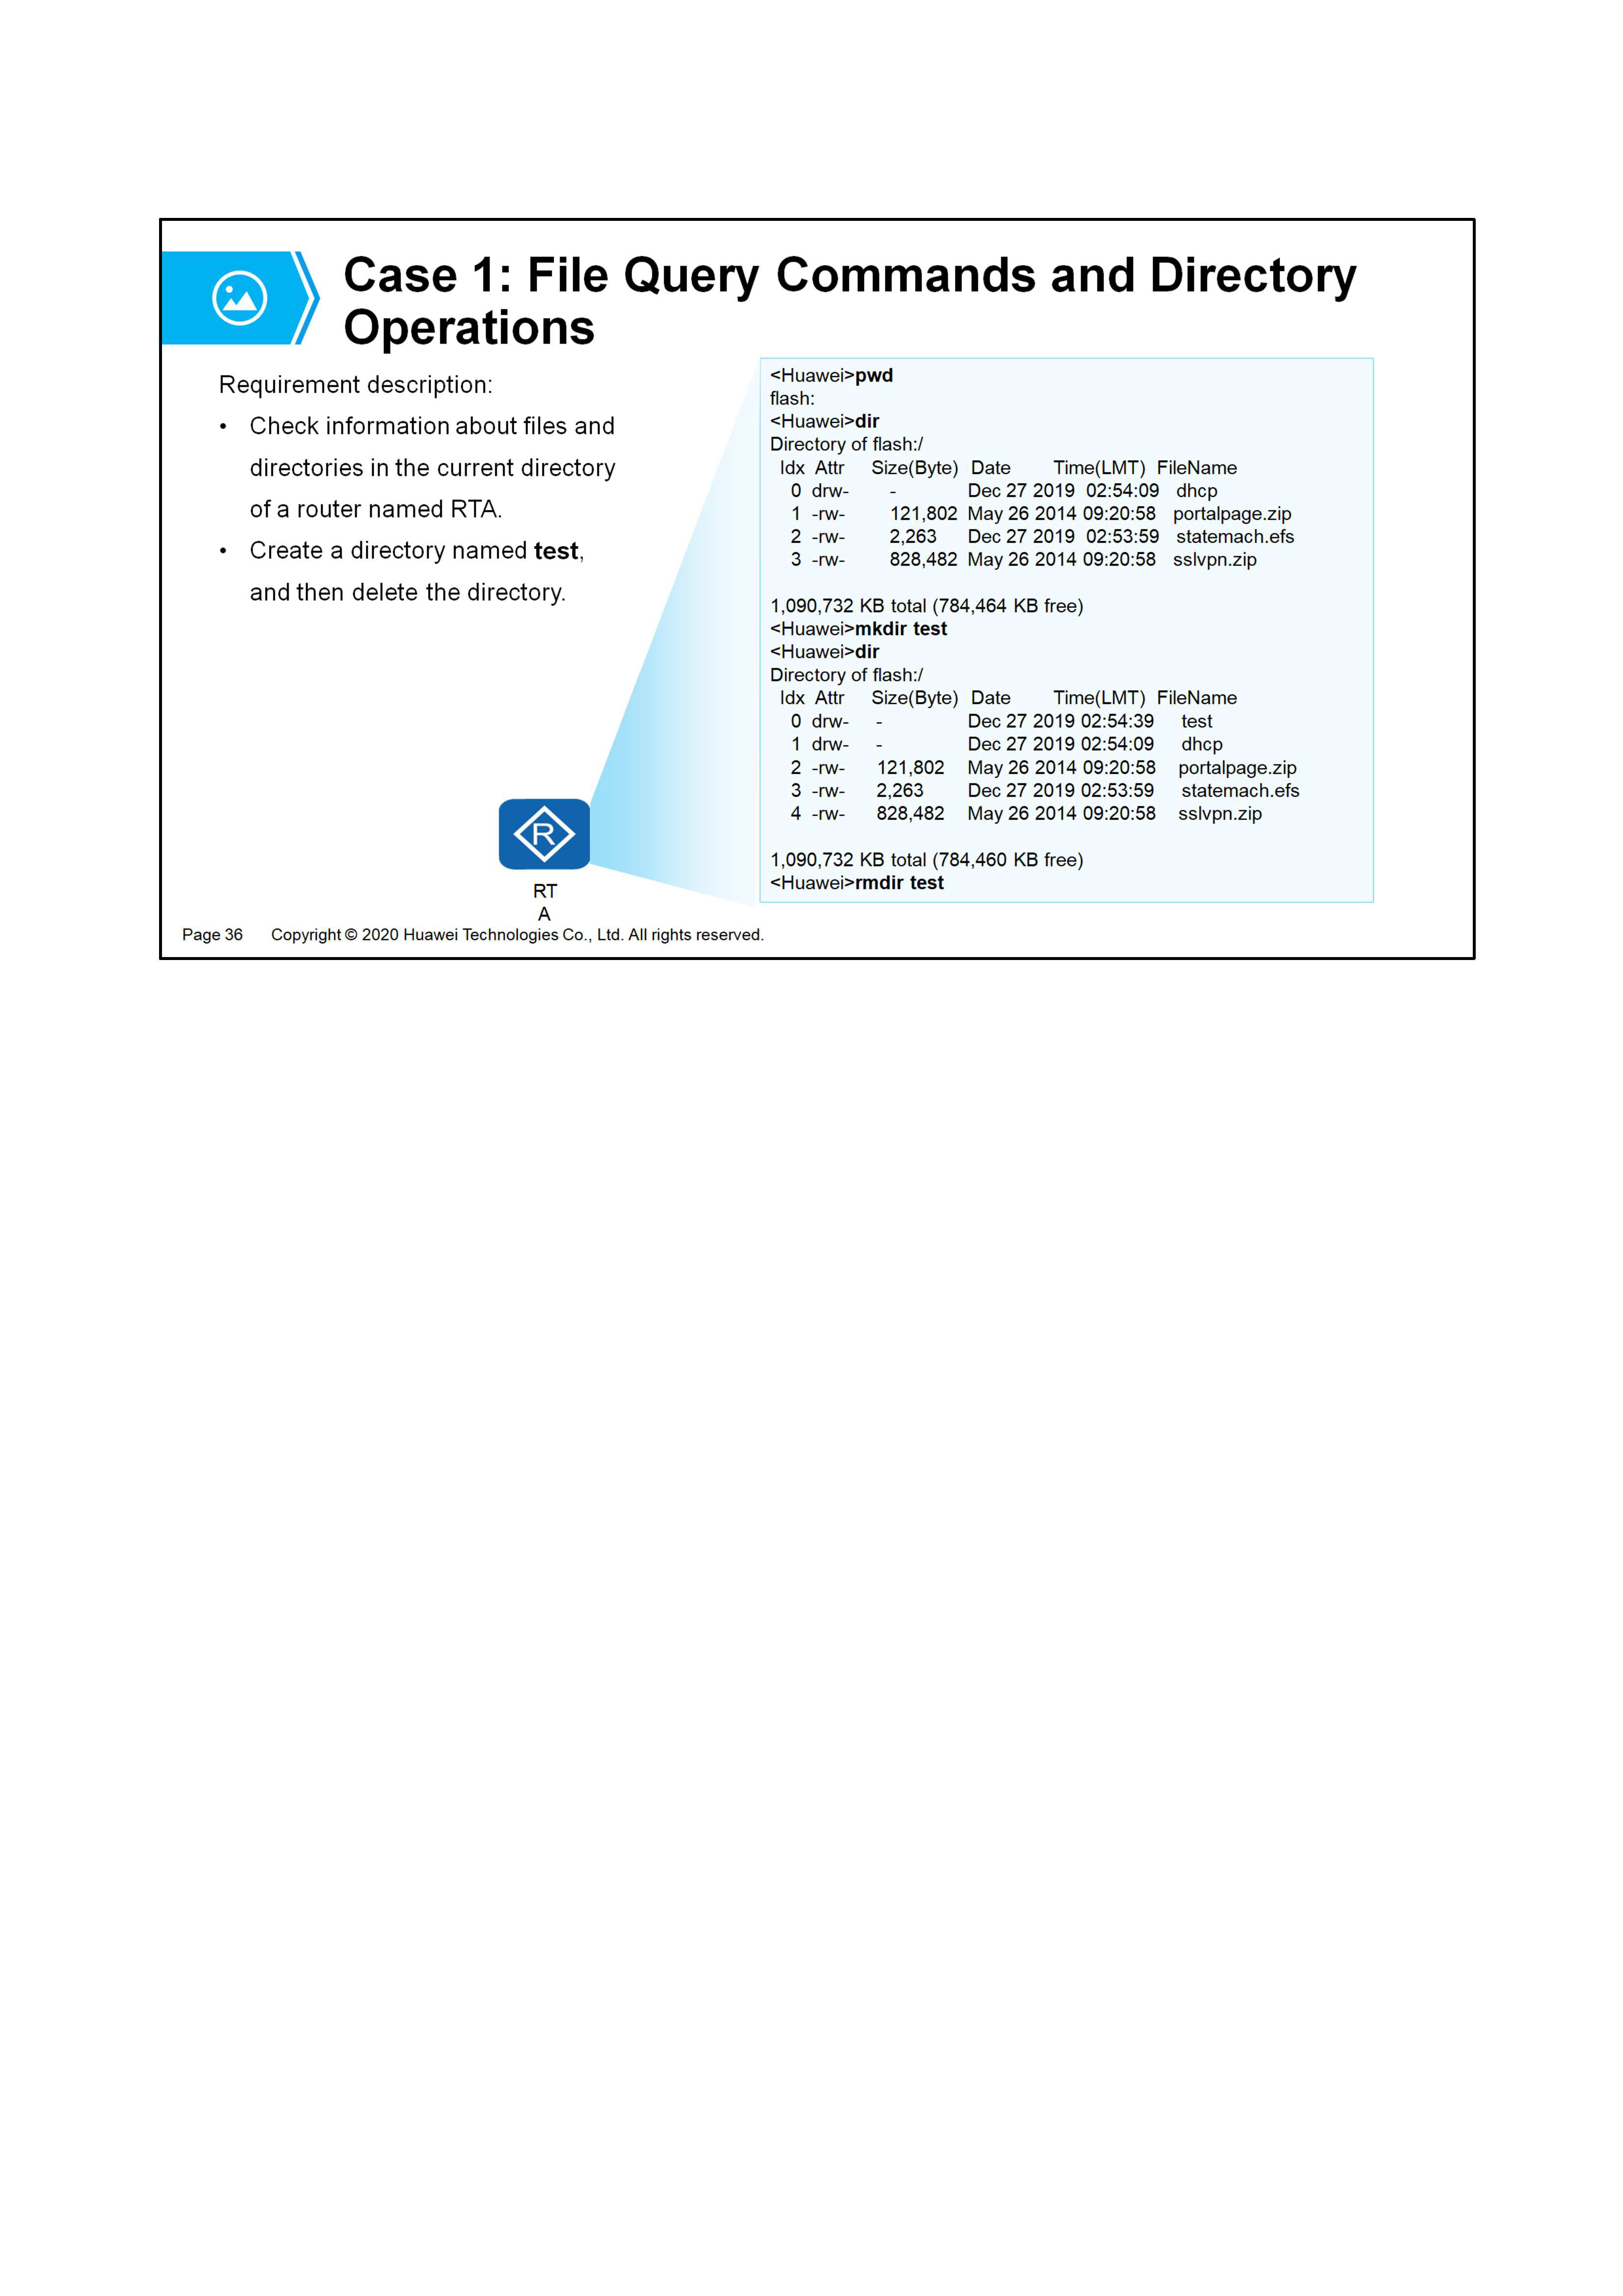 Case 1: File Query Commands and Directory
Operations
Requirement description:
• Check information about files and
directories in the current directory
of a router named RTA.
• Create a directory named test,
and then delete the directory.
R
RT
A
<Huawei>pwd
flash:
<Huawei>dir
Directory of flash:/
Idx Attr Size(Byte) Date Time(LMT) FileName
0 drw- - Dec 27 2019 02:54:09 dhcp
1 -rw- 121,802 May 26 2014 09:20:58 portalpage.zip
2 -rw- 2,263 Dec 27 2019 02:53:59 statemach.efs
3 -rw- 828,482 May 26 2014 09:20:58 sslvpn.zip
1,090,732 KB total (784,464 KB free)
<Huawei>mkdir test
<Huawei>dir
Directory of flash:/
Idx Attr Size(Byte) Date Time(LMT) FileName
0 drw- - Dec 27 2019 02:54:39 test
1 drw- - Dec 27 2019 02:54:09 dhcp
2 -rw- 121,802 May 26 2014 09:20:58 portalpage.zip
3 -rw- 2,263 Dec 27 2019 02:53:59 statemach.efs
4 -rw- 828,482 May 26 2014 09:20:58 sslvpn.zip
1,090,732 KB total (784,460 KB free)
<Huawei>rmdir test
Page 36 Copyright © 2020 Huawei Technologies Co., Ltd. All rights reserved.